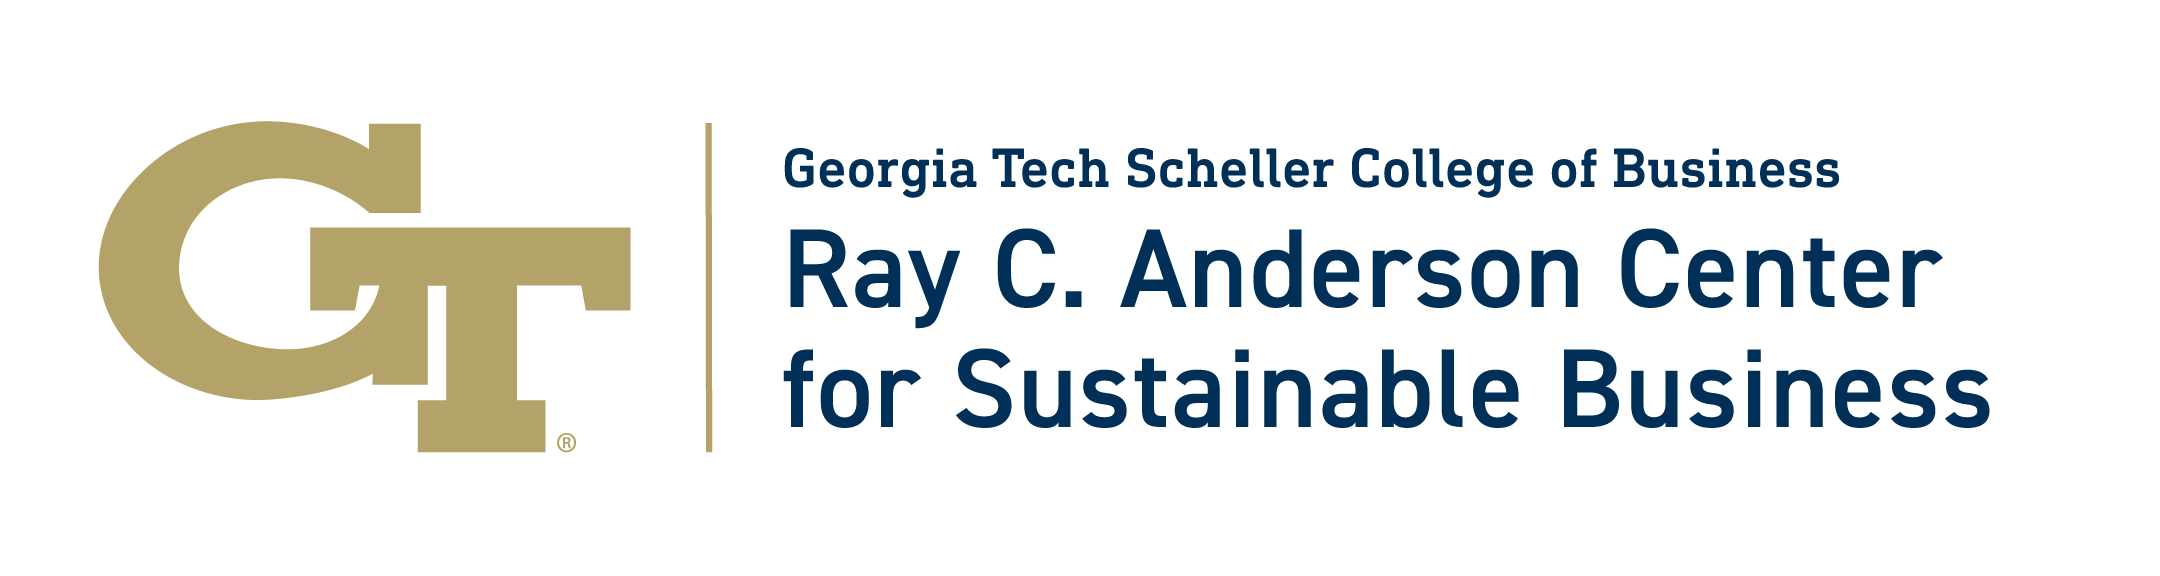 GT®
Georgia Tech Scheller College of Business
Ray C. Anderson Center
for Sustainable Business